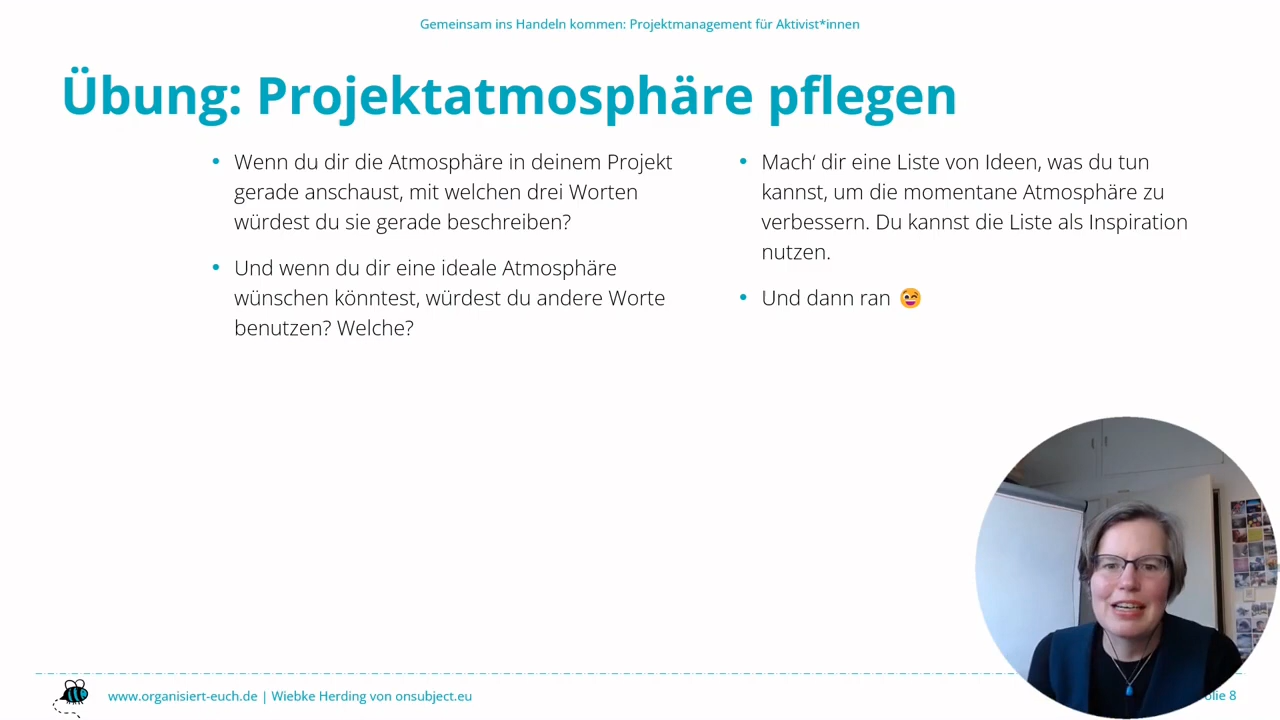 Gemeinsam ins Handeln kommen: Projektmanagement für Aktivist*innen
Übung: Projektatmosphäre pflegen
• Wenn du dir die Atmosphäre in deinem Projekt
gerade anschaust, mit welchen drei Worten
würdest du sie gerade beschreiben?
• Und wenn du dir eine ideale Atmosphäre
wünschen könntest, würdest du andere Worte
benutzen? Welche?
• Mach‘ dir eine Liste von Ideen, was du tun
kannst, um die momentane Atmosphäre zu
verbessern. Du kannst die Liste als Inspiration
nutzen.
• Und dann ran 😅
www.organisiert-euch.de | Wiebke Herding von onsubject.eu
8